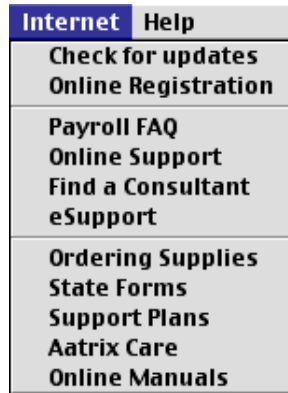 Internet Help
Check for updates
Online Registration
Payroll FAQ
Online Support
Find a Consultant
eSupport
Ordering Supplies
State Forms
Support Plans
Aatrix Care
Online Manuals